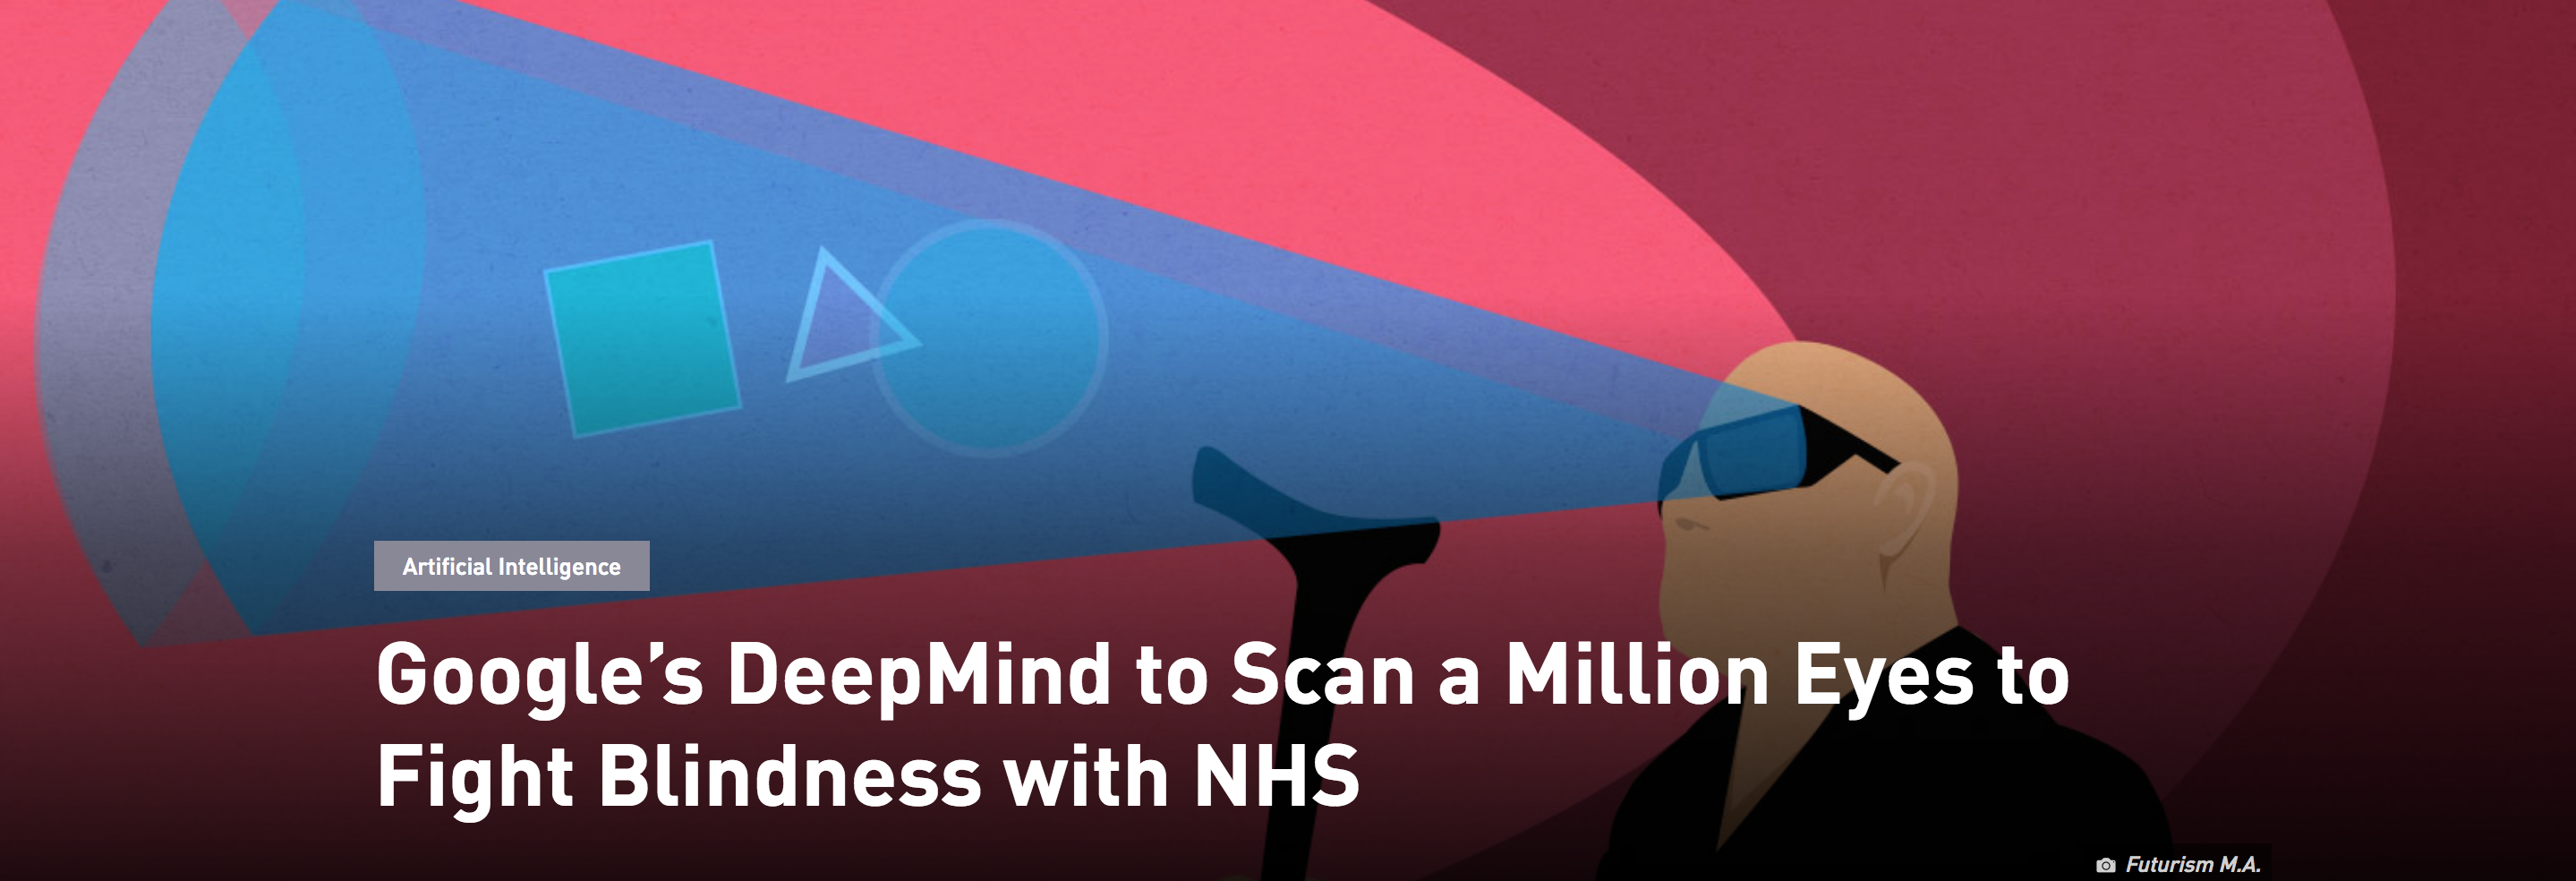 Artificial Intelligence
Google’s DeepMind to Scan a Million Eyes to
Fight Blindness with NHS
Futurism M.A.